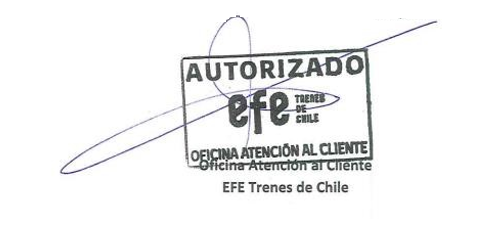 AUTORIZADO
efe TRENES
DE
CHILE
OFICINA ATENCIÓN AL CLIENTE
Oficina Atención al Cliente
EFE Trenes de Chile